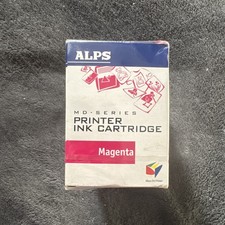 ALPS
MD-SERIES
PRINTER
INK CARTRIDGE
Magenta